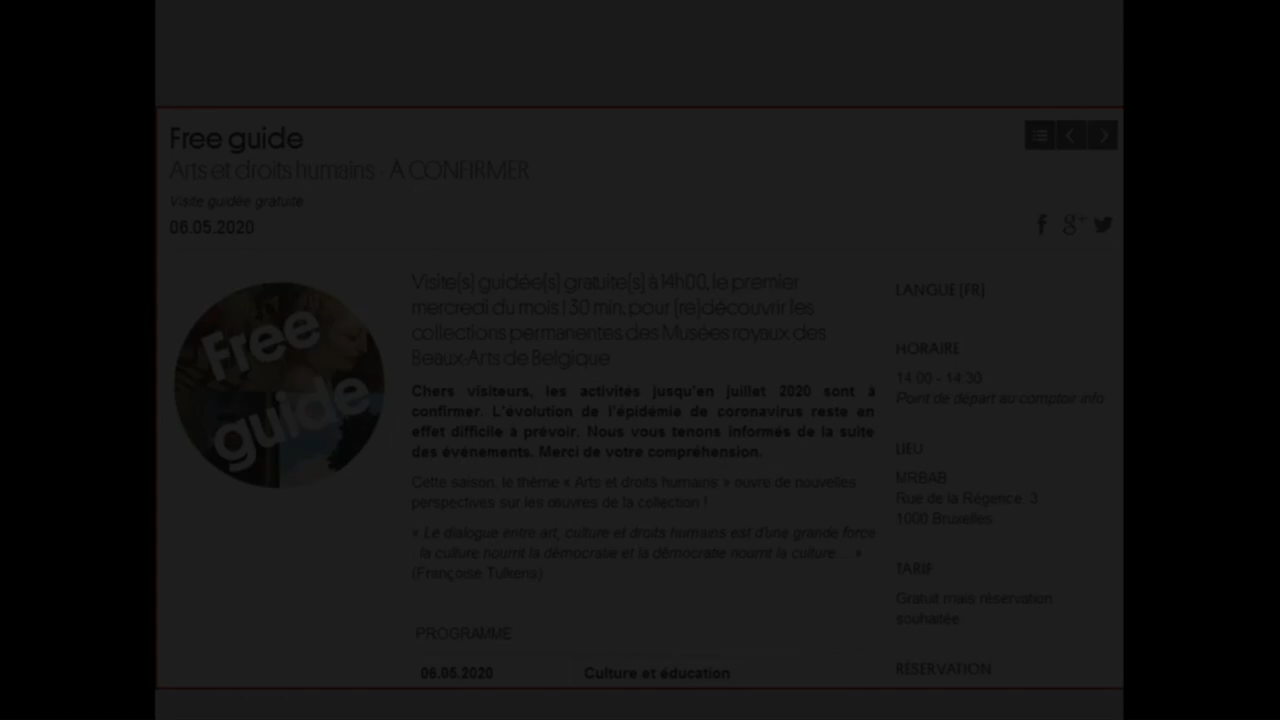 Free guide
Arts et droits humains - À CONFIRMER
Visite guidée gratuite
06.05.2020
Free
guide
Visite(s) guidée(s) gratuite(s) à 14h00, le premier
mercredi du mois ! 30 min. pour (re)découvrir les
collections permanentes des Musées royaux des
Beaux-Arts de Belgique
Chers visiteurs, les activités jusqu'en juillet 2020 sont à
confirmer. L'évolution de l'épidémie de coronavirus reste en
effet difficile à prévoir. Nous vous tenons informés de la suite
des événements. Merci de votre compréhension.
Cette saison, le thème « Arts et droits humains » ouvre de nouvelles
perspectives sur les œuvres de la collection !
« Le dialogue entre art, culture et droits humains est d'une grande force
: la culture nourrit la démocratie et la démocratie nourrit la culture... »
(Françoise Tulkens)
PROGRAMME
06.05.2020 Culture et éducation
LANGUE (FR)
HORAIRE
14:00 - 14:30
Point de départ au comptoir info
LIEU
MRBAB
Rue de la Régence, 3
1000 Bruxelles
TARIF
Gratuit mais réservation
souhaitée.
RÉSERVATION